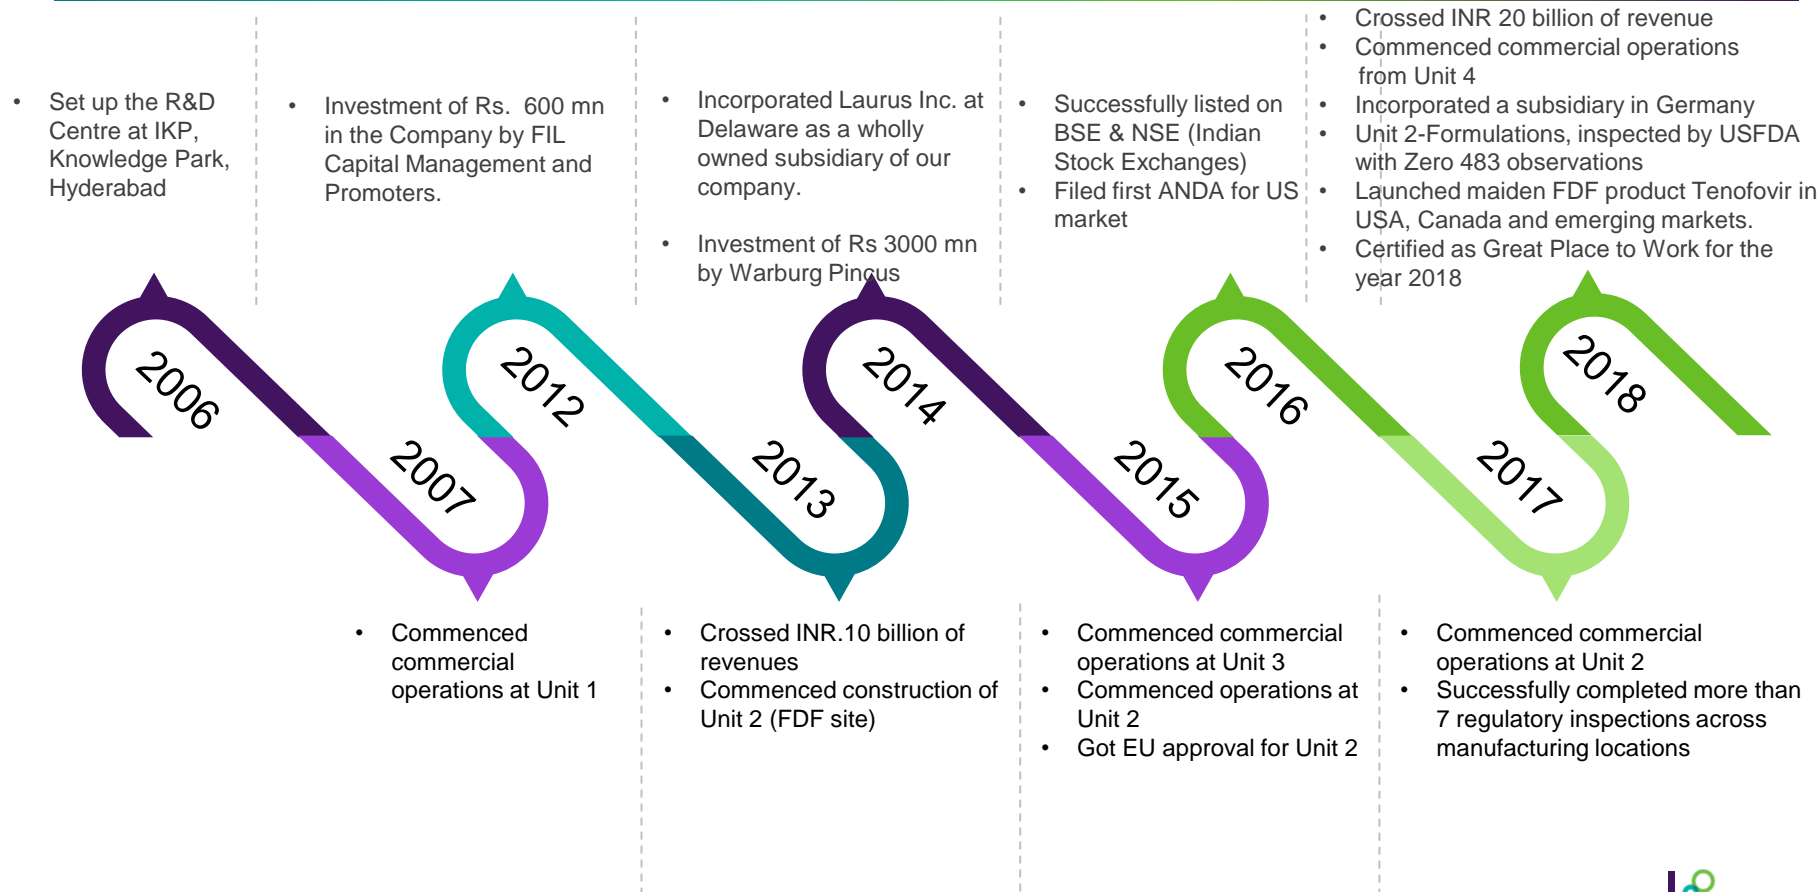 • Set up the R&D
Centre at IKP,
Knowledge Park,
Hyderabad
• Investment of Rs. 600 mn
in the Company by FIL
Capital Management and
Promoters.
• Incorporated Laurus Inc. at
Delaware as a wholly
owned subsidiary of our
company.
• Investment of Rs 3000 mn
by Warburg Pincus
• Successfully listed on
BSE & NSE (Indian
Stock Exchanges)
• Filed first ANDA for US
market
• Crossed INR 20 billion of revenue
• Commenced commercial operations
from Unit 4
• Incorporated a subsidiary in Germany
• Unit 2-Formulations, inspected by USFDA
with Zero 483 observations
• Launched maiden FDF product Tenofovir in
USA, Canada and emerging markets.
• Certified as Great Place to Work for the
year 2018
2006
2007
2012
2013
2014
2015
2016
2017
2018
• Commenced
commercial
operations at Unit 1
• Crossed INR.10 billion of
revenues
• Commenced construction of
Unit 2 (FDF site)
• Commenced commercial
operations at Unit 3
• Commenced operations at
Unit 2
• Got EU approval for Unit 2
• Commenced commercial
operations at Unit 2
• Successfully completed more than
7 regulatory inspections across
manufacturing locations